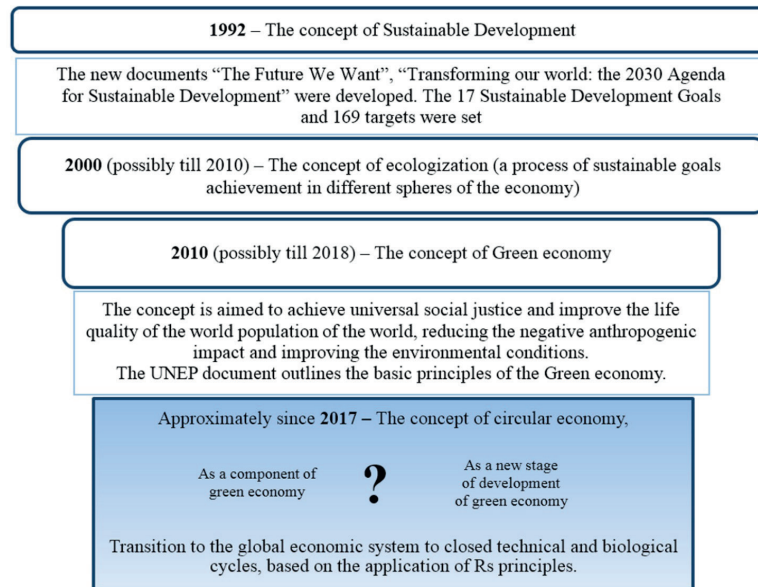 1992 – The concept of Sustainable Development
The new documents “The Future We Want”, “Transforming our world: the 2030 Agenda
for Sustainable Development” were developed. The 17 Sustainable Development Goals
and 169 targets were set
2000 (possibly till 2010) – The concept of ecologization (a process of sustainable goals
achievement in different spheres of the economy)
2010 (possibly till 2018) – The concept of Green economy
The concept is aimed to achieve universal social justice and improve the life
quality of the world population of the world, reducing the negative anthropogenic
impact and improving the environmental conditions.
The UNEP document outlines the basic principles of the Green economy.
Approximately since 2017 – The concept of circular economy,
As a component of
green economy
?
As a new stage
of development
of green economy
Transition to the global economic system to closed technical and biological
cycles, based on the application of Rs principles.